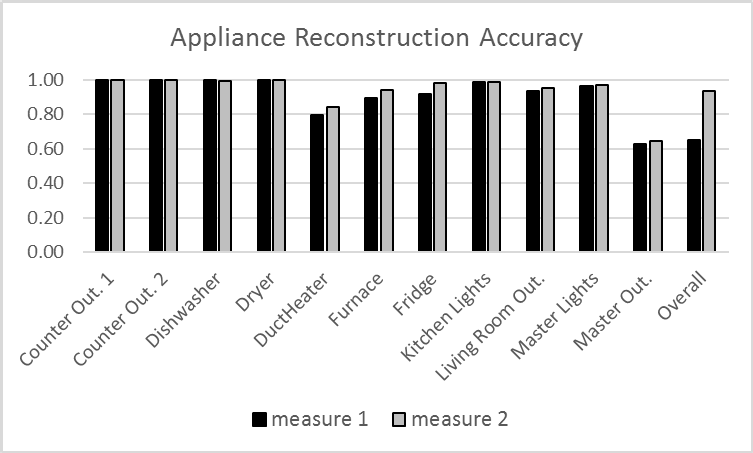 Appliance Reconstruction Accuracy
1.00
0.80
0.60
0.40
0.20
0.00
Counter Out. 1
Counter Out. 2
Dishwasher
Dryer
DuctHeater
Furnace
Fridge
Kitchen Lights
Living Room Out.
Master Lights
Master Out.
Overall
measure 1
measure 2